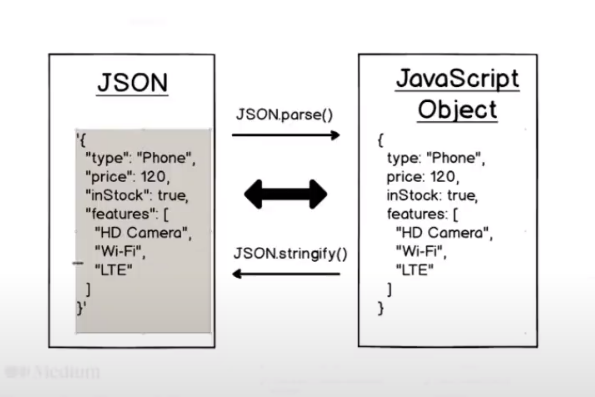 JSON
'{
"type": "Phone",
"price": 120,
"inStock": true,
"features": [
"HD Camera",
"Wi-Fi",
"LTE"
]
}'
JSON.parse()
JSON.stringify()
JavaScript
Object
{
type: "Phone",
price: 120,
inStock: true,
features: [
"HD Camera",
"Wi-Fi",
"LTE"
]
}
Medium